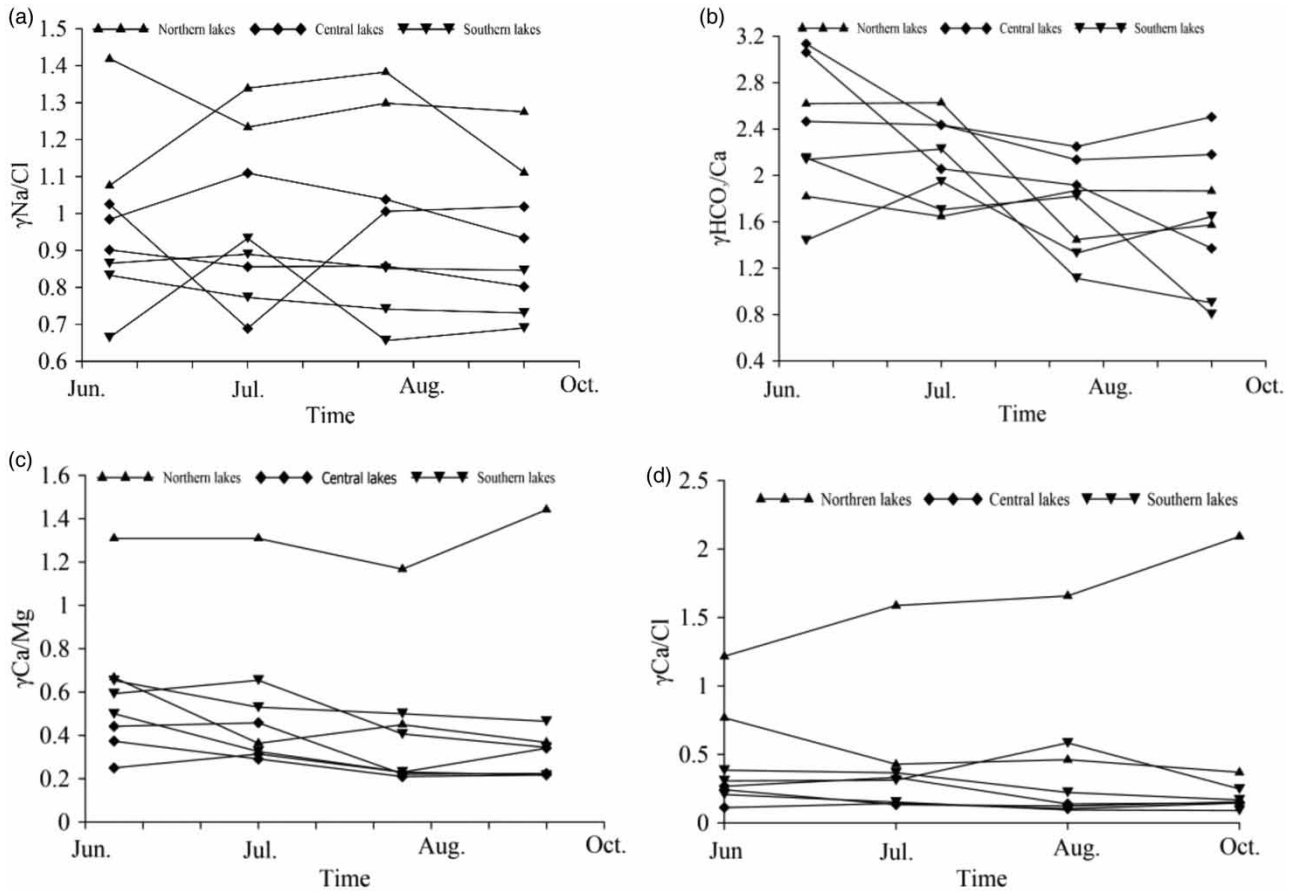 (a)
Northern lakes Central lakes Southern lakes
1.5
1.4
1.3
1.2
1.1
1
0.9
0.8
0.7
0.6
γNa/Cl
Jun. Jul. Aug. Oct.
Time
(b)
Northern lakes Central lakes Southern lakes
3.2
2.8
2.4
2
1.6
1.2
0.8
0.4
γHCO₃/Ca
Jun. Jul. Aug. Oct.
Time
(c)
Northern lakes Central lakes Southern lakes
1.6
1.4
1.2
1
0.8
0.6
0.4
0.2
0
γCa/Mg
Jun. Jul. Aug. Oct.
Time
(d)
Northren lakes Central lakes Southern lakes
2.5
2
1.5
1
0.5
0
γCa/Cl
Jun Jul. Aug. Oct.
Time